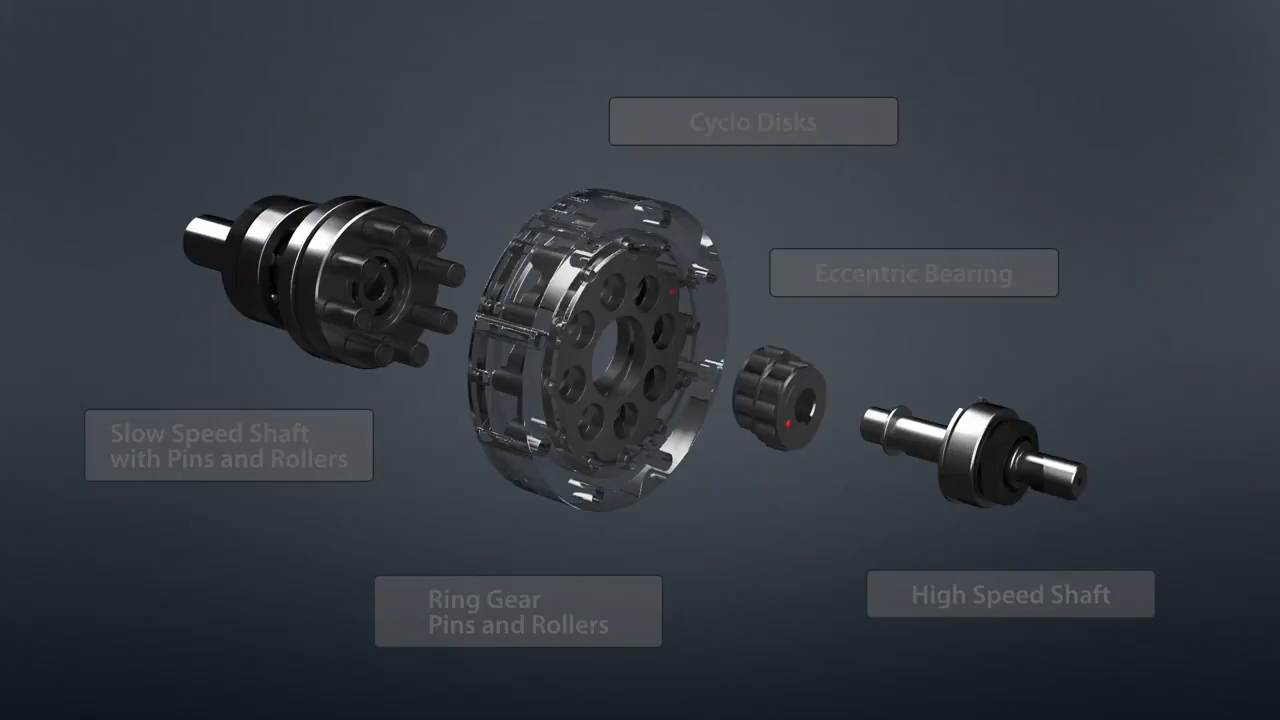 Cyclo Disks
Eccentric Bearing
Slow Speed Shaft
with Pins and Rollers
Ring Gear
Pins and Rollers
High Speed Shaft